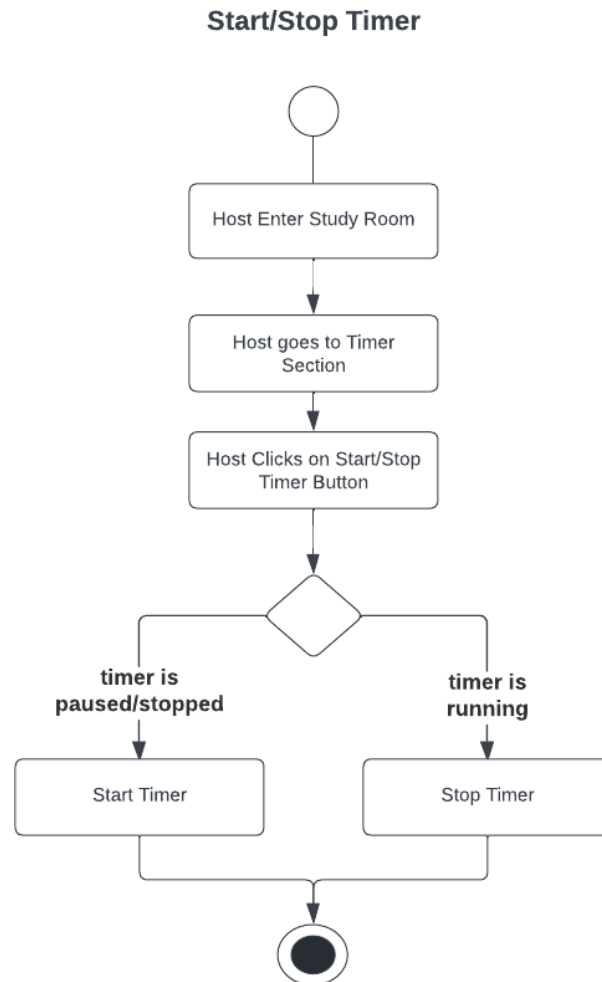 Start/Stop Timer
Host Enter Study Room
Host goes to Timer
Section
Host Clicks on Start/Stop
Timer Button
timer is
paused/stopped
timer is
running
Start Timer
Stop Timer